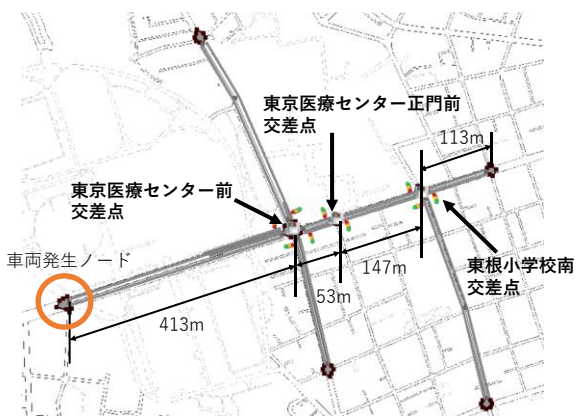 東京医療センター正門前
交差点
113m
東京医療センター前
交差点
車両発生ノード
東根小学校南
交差点
147m
53m
413m